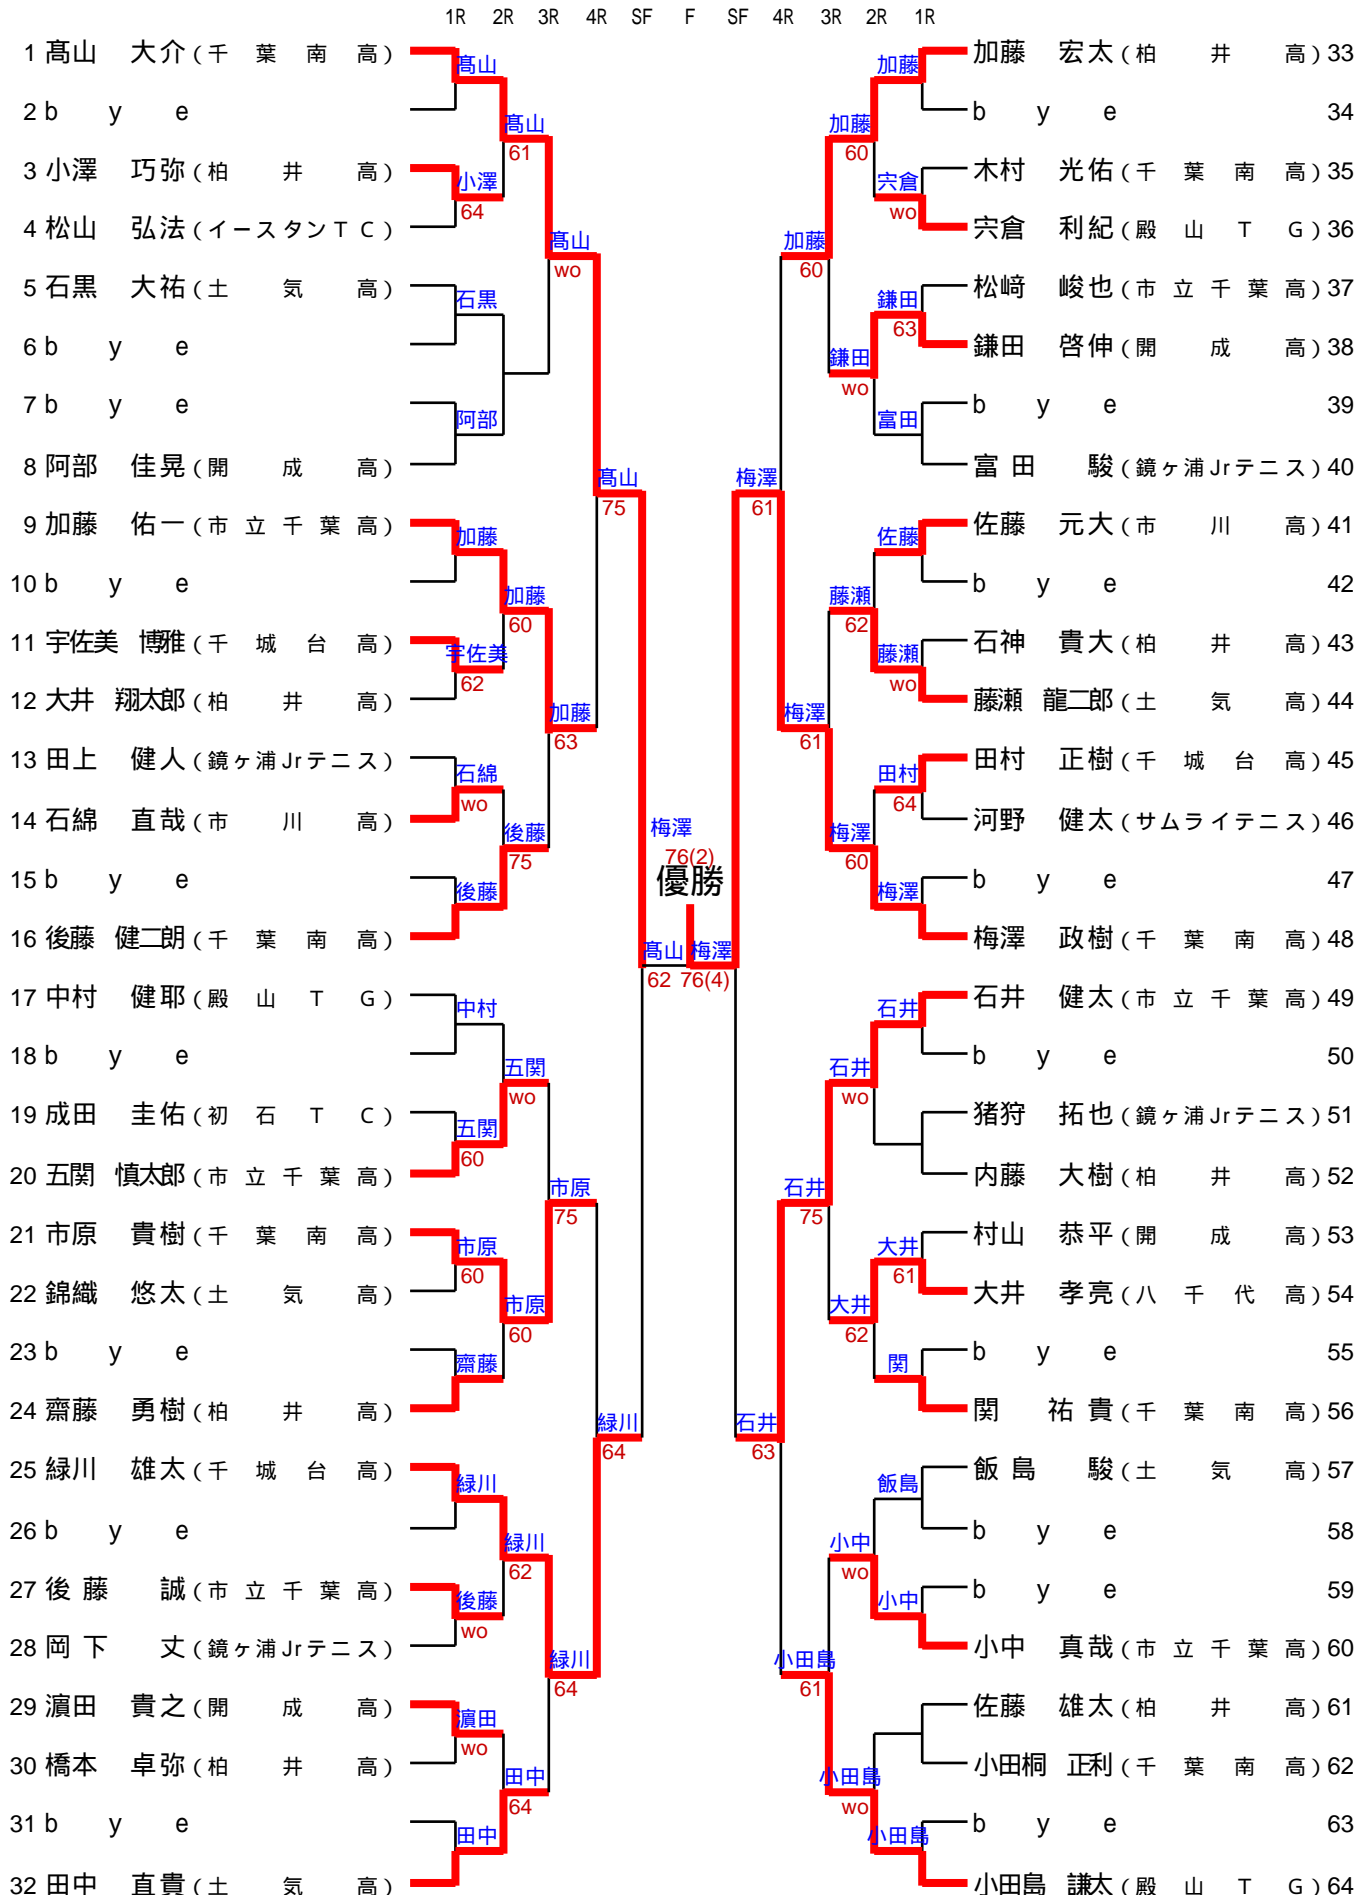 1R 2R 3R 4R SF F SF 4R 3R 2R 1R
1 髙山 大介 (千葉南高)
2 bye
3 小澤 巧弥 (柏井高)
4 松山 弘法 (イースタンTC)
5 石黒 大祐 (土気高)
6 bye
7 bye
8 阿部 佳晃 (開成高)
9 加藤 佑一 (市立千葉高)
10 bye
11 宇佐美 博雅 (千城台高)
12 大井 翔太郎 (柏井高)
13 田上 健人 (鏡ヶ浦Jrテニス)
14 石綿 直哉 (市川高)
15 bye
16 後藤 健二朗 (千葉南高)
17 中村 健耶 (殿山TG)
18 bye
19 成田 圭佑 (初石TC)
20 五関 慎太郎 (市立千葉高)
21 市原 貴樹 (千葉南高)
22 錦織 悠太 (土気高)
23 bye
24 齋藤 勇樹 (柏井高)
25 緑川 雄太 (千城台高)
26 bye
27 後藤 誠 (市立千葉高)
28 岡下 丈 (鏡ヶ浦Jrテニス)
29 濵田 貴之 (開成高)
30 橋本 卓弥 (柏井高)
31 bye
32 田中 直貴 (土気高)
髙山
小澤
64
石黒
阿部
加藤
宇佐美
62
石綿
wo
後藤
中村
五関
60
市原
60
齋藤
緑川
後藤
wo
濵田
wo
田中
髙山
61
加藤
60
後藤
75
五関
wo
市原
60
緑川
62
田中
64
髙山
wo
加藤
63
市原
75
緑川
64
髙山
75
緑川
64
髙山
62
梅澤
76(2)
優勝
梅澤
76(4)
梅澤
61
石井
63
加藤
60
梅澤
61
石井
75
小田島
61
加藤
60
鎌田
wo
藤瀬
62
梅澤
60
石井
wo
大井
62
小中
wo
小田島
wo
加藤
宍倉
wo
鎌田
63
富田
佐藤
藤瀬
wo
田村
64
梅澤
石井
大井
61
関
飯島
小中
小田島
加藤 宏太 (柏井高) 33
bye 34
木村 光佑 (千葉南高) 35
宍倉 利紀 (殿山TG) 36
松﨑 峻也 (市立千葉高) 37
鎌田 啓伸 (開成高) 38
bye 39
富田 駿 (鏡ヶ浦Jrテニス) 40
佐藤 元大 (市川高) 41
bye 42
石神 貴大 (柏井高) 43
藤瀬 龍二郎 (土気高) 44
田村 正樹 (千城台高) 45
河野 健太 (サムライテニス) 46
bye 47
梅澤 政樹 (千葉南高) 48
石井 健太 (市立千葉高) 49
bye 50
猪狩 拓也 (鏡ヶ浦Jrテニス) 51
内藤 大樹 (柏井高) 52
村山 恭平 (開成高) 53
大井 孝亮 (八千代高) 54
bye 55
関 祐貴 (千葉南高) 56
飯島 駿 (土気高) 57
bye 58
bye 59
小中 真哉 (市立千葉高) 60
佐藤 雄太 (柏井高) 61
小田桐 正利 (千葉南高) 62
bye 63
小田島 謙太 (殿山TG) 64